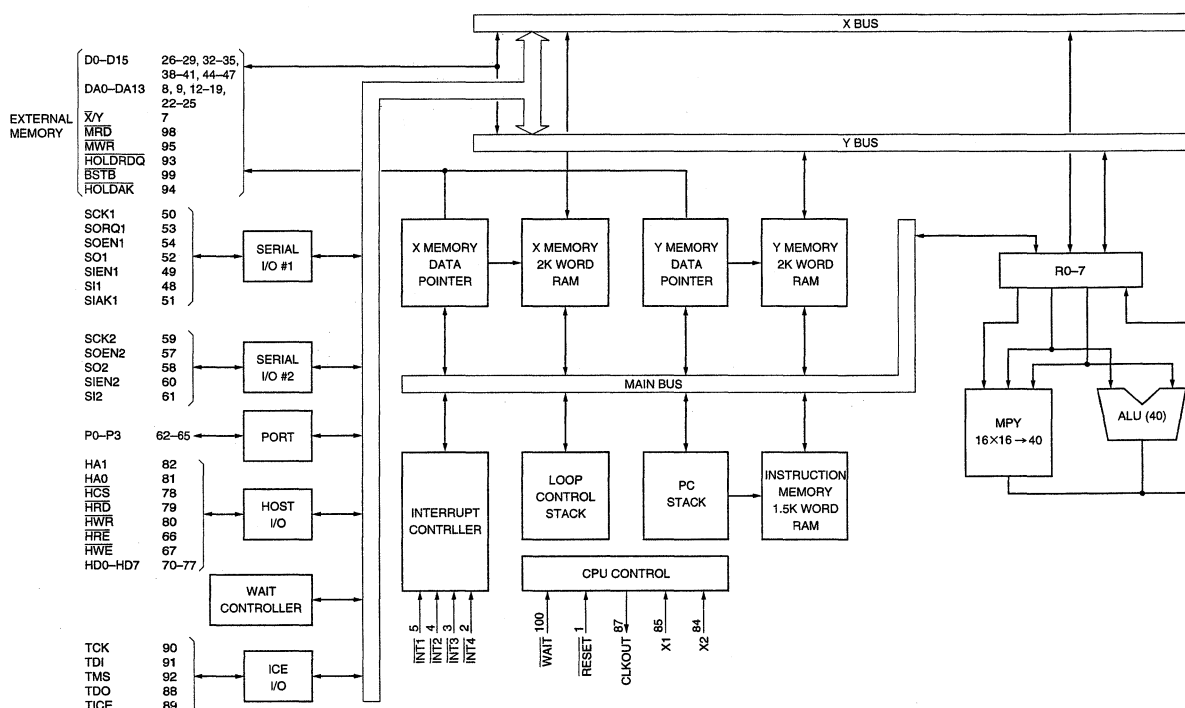 X BUS
D0–D15 26–29, 32–35,
38–41, 44–47
DA0–DA13 8, 9, 12–19,
22–25
EXTERNAL
MEMORY
X/Y 7
MRD 98
MWR 95
HOLDRDQ 93
BSTB 99
HOLDAK 94
Y BUS
SCK1 50
SORQ1 53
SOEN1 54
SO1 52
SIEN1 49
SI1 48
SIAK1 51
SERIAL
I/O #1
X MEMORY
DATA
POINTER
X MEMORY
2K WORD
RAM
Y MEMORY
DATA
POINTER
Y MEMORY
2K WORD
RAM
R0–7
SCK2 59
SOEN2 57
SO2 58
SIEN2 60
SI2 61
SERIAL
I/O #2
MAIN BUS
MPY
16×16→40
ALU (40)
P0–P3 62–65
PORT
HA1 82
HA0 81
HCS 78
HRD 79
HWR 80
HRE 66
HWE 67
HD0–HD7 70–77
HOST
I/O
INTERRUPT
CONTRLLER
LOOP
CONTROL
STACK
PC
STACK
INSTRUCTION
MEMORY
1.5K WORD
RAM
CPU CONTROL
WAIT
CONTROLLER
INT1 5
INT2 4
INT3 3
INT4 2
WAIT 100
RESET 1
CLKOUT 87
X1 85
X2 84
TCK 90
TDI 91
TMS 92
TDO 88
TICE 89
ICE
I/O